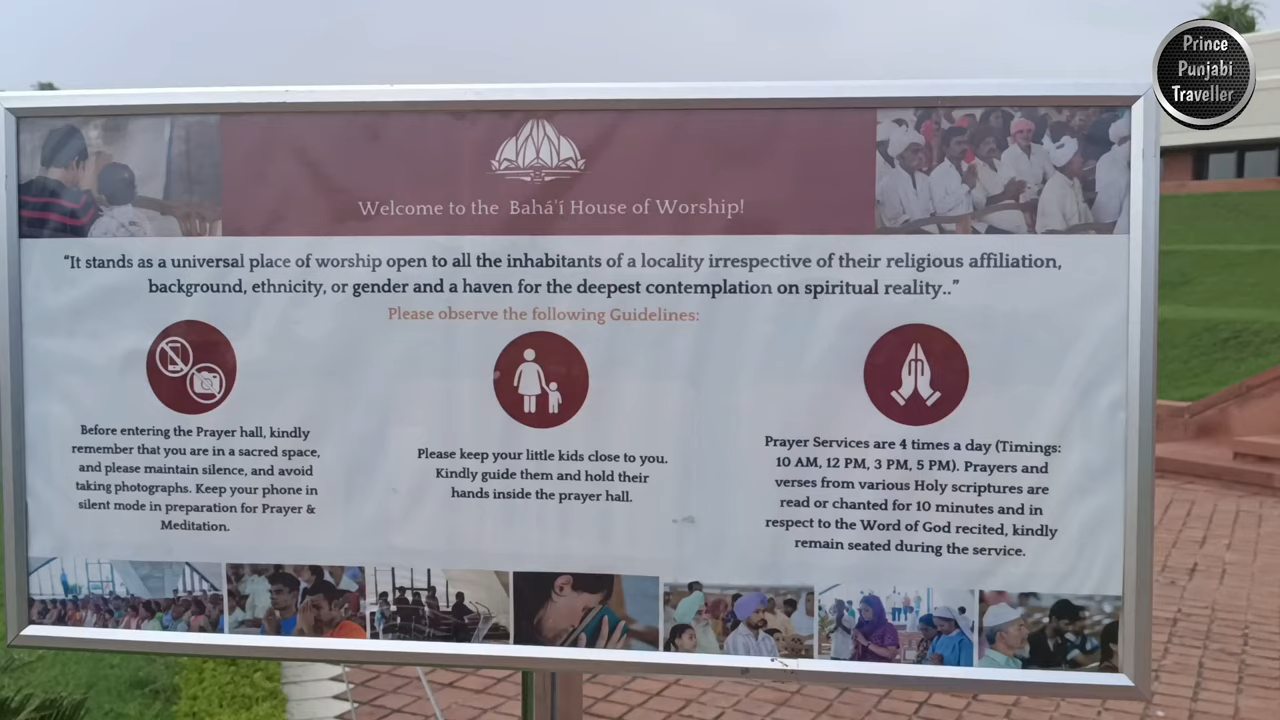 Prince
Punjabi
Traveller
Welcome to the Bahá'í House of Worship!
“It stands as a universal place of worship open to all the inhabitants of a locality irrespective of their religious affiliation,
background, ethnicity, or gender and a haven for the deepest contemplation on spiritual reality..”
Please observe the following Guidelines:
Before entering the Prayer hall, kindly
remember that you are in a sacred space,
and please maintain silence, and avoid
taking photographs. Keep your phone in
silent mode in preparation for Prayer &
Meditation.
Please keep your little kids close to you.
Kindly guide them and hold their
hands inside the prayer hall.
Prayer Services are 4 times a day (Timings:
10 AM, 12 PM, 3 PM, 5 PM). Prayers and
verses from various Holy scriptures are
read or chanted for 10 minutes and in
respect to the Word of God recited, kindly
remain seated during the service.